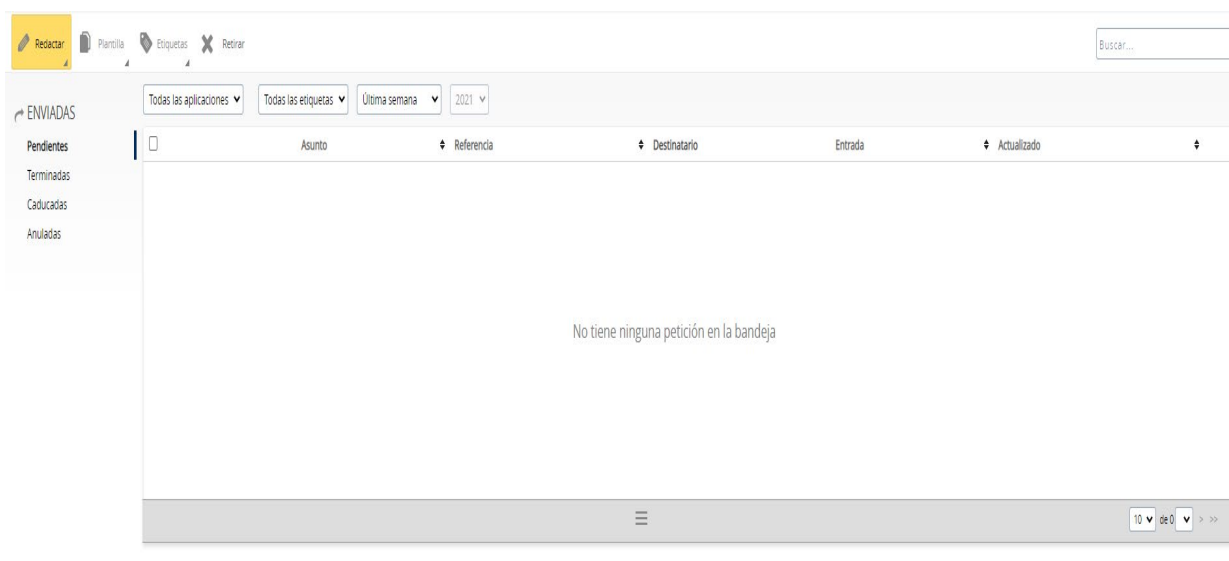 Redactar Plantilla Etiquetas Retirar Buscar...
ENVIADAS
Pendientes
Terminadas
Caducadas
Anuladas
Todas las aplicaciones Todas las etiquetas Última semana 2021
Asunto Referencia Destinatario Entrada Actualizado
No tiene ninguna petición en la bandeja
10 de 0 > >>